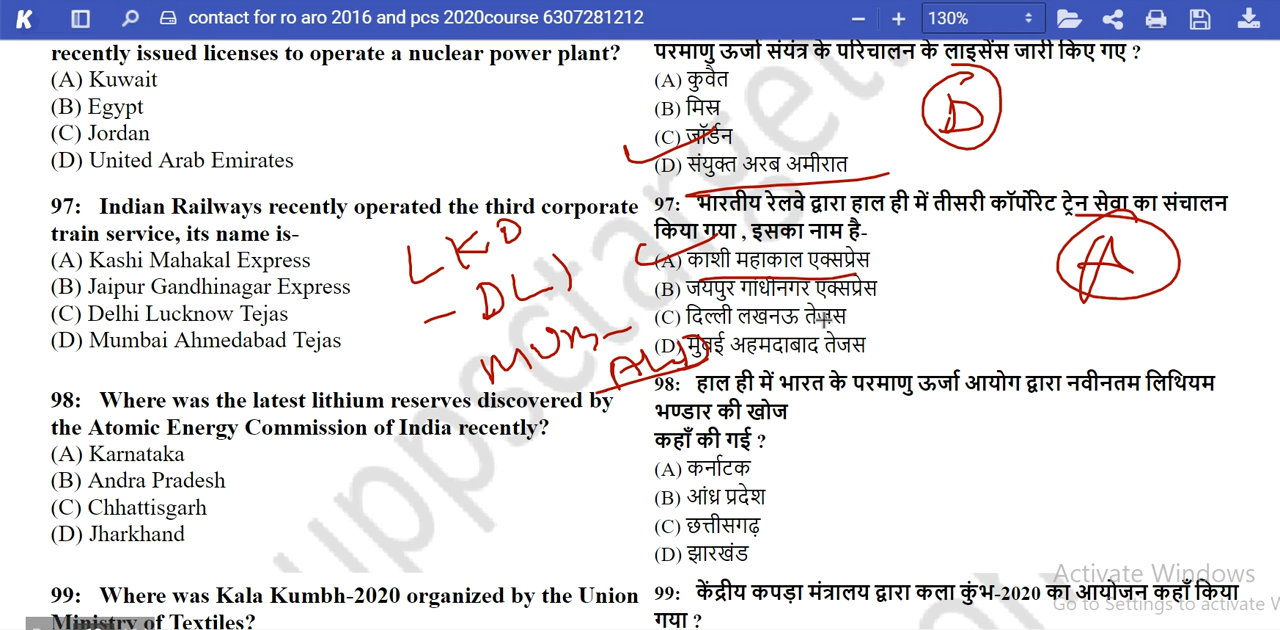 contact for ro aro 2016 and pcs 2020course 6307281212
130%
recently issued licenses to operate a nuclear power plant?
(A) Kuwait
(B) Egypt
(C) Jordan
(D) United Arab Emirates
97: Indian Railways recently operated the third corporate
train service, its name is-
(A) Kashi Mahakal Express
(B) Jaipur Gandhinagar Express
(C) Delhi Lucknow Tejas
(D) Mumbai Ahmedabad Tejas
98: Where was the latest lithium reserves discovered by
the Atomic Energy Commission of India recently?
(A) Karnataka
(B) Andra Pradesh
(C) Chhattisgarh
(D) Jharkhand
99: Where was Kala Kumbh-2020 organized by the Union
Ministry of Textiles?
LKO
- DLI
MUM-
AHD
परमाणु ऊर्जा संयंत्र के परिचालन के लाइसेंस जारी किए गए ?
(A) कुवैत
(B) मिस्र
(C) जॉर्डन
(D) संयुक्त अरब अमीरात
D
97: भारतीय रेलवे द्वारा हाल ही में तीसरी कॉर्पोरेट ट्रेन सेवा का संचालन
किया गया , इसका नाम है-
(A) काशी महाकाल एक्सप्रेस
(B) जयपुर गांधीनगर एक्सप्रेस
(C) दिल्ली लखनऊ तेजस
(D) मुंबई अहमदाबाद तेजस
A
98: हाल ही में भारत के परमाणु ऊर्जा आयोग द्वारा नवीनतम लिथियम
भण्डार की खोज
कहाँ की गई ?
(A) कर्नाटक
(B) आंध्र प्रदेश
(C) छत्तीसगढ़
(D) झारखंड
99: केंद्रीय कपड़ा मंत्रालय द्वारा कला कुंभ-2020 का आयोजन कहाँ किया
गया ?
Activate Windows
Go to Settings to activate W